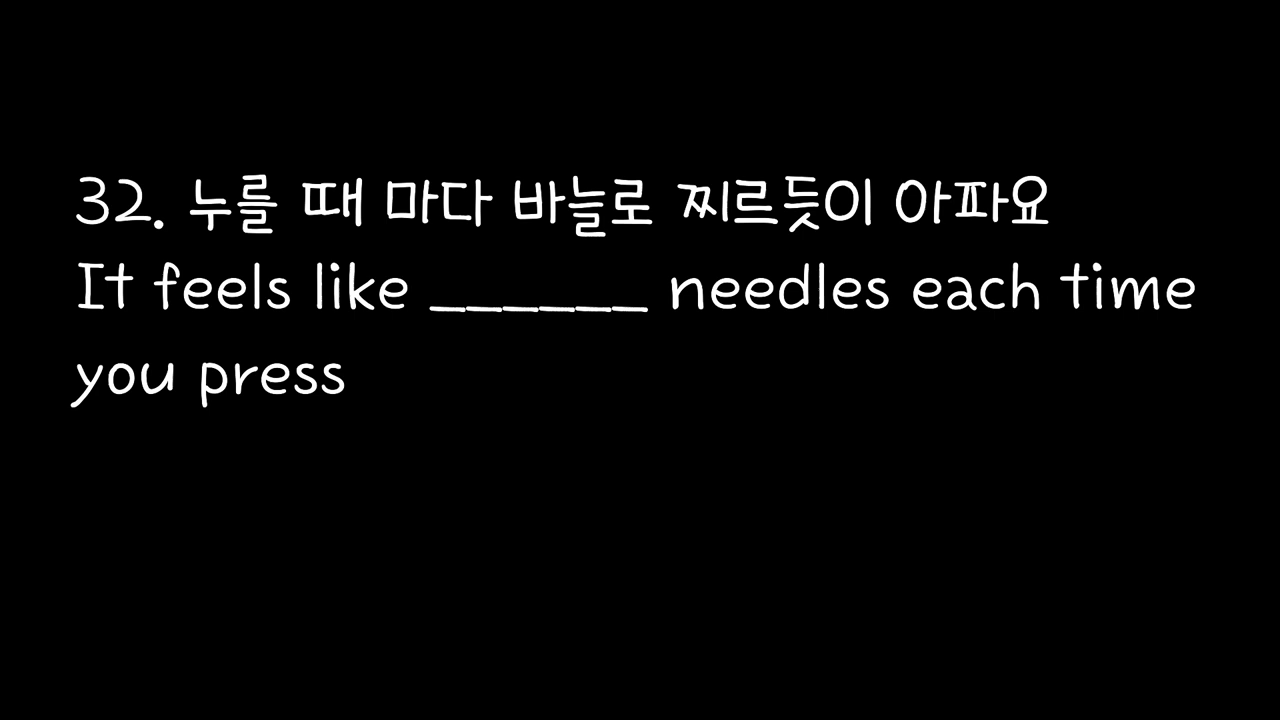 32. 누를 때 마다 바늘로 찌르듯이 아파요
It feels like ______ needles each time
you press